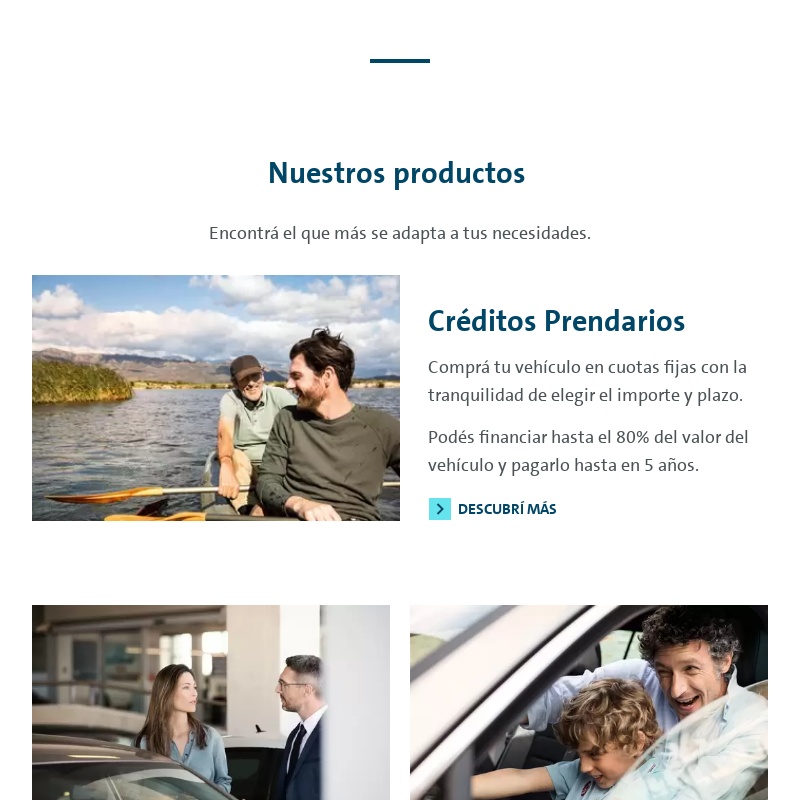 Nuestros productos
Encontrá el que más se adapta a tus necesidades.
Créditos Prendarios
Comprá tu vehículo en cuotas fijas con la
tranquilidad de elegir el importe y plazo.
Podés financiar hasta el 80% del valor del
vehículo y pagarlo hasta en 5 años.
DESCUBRÍ MÁS